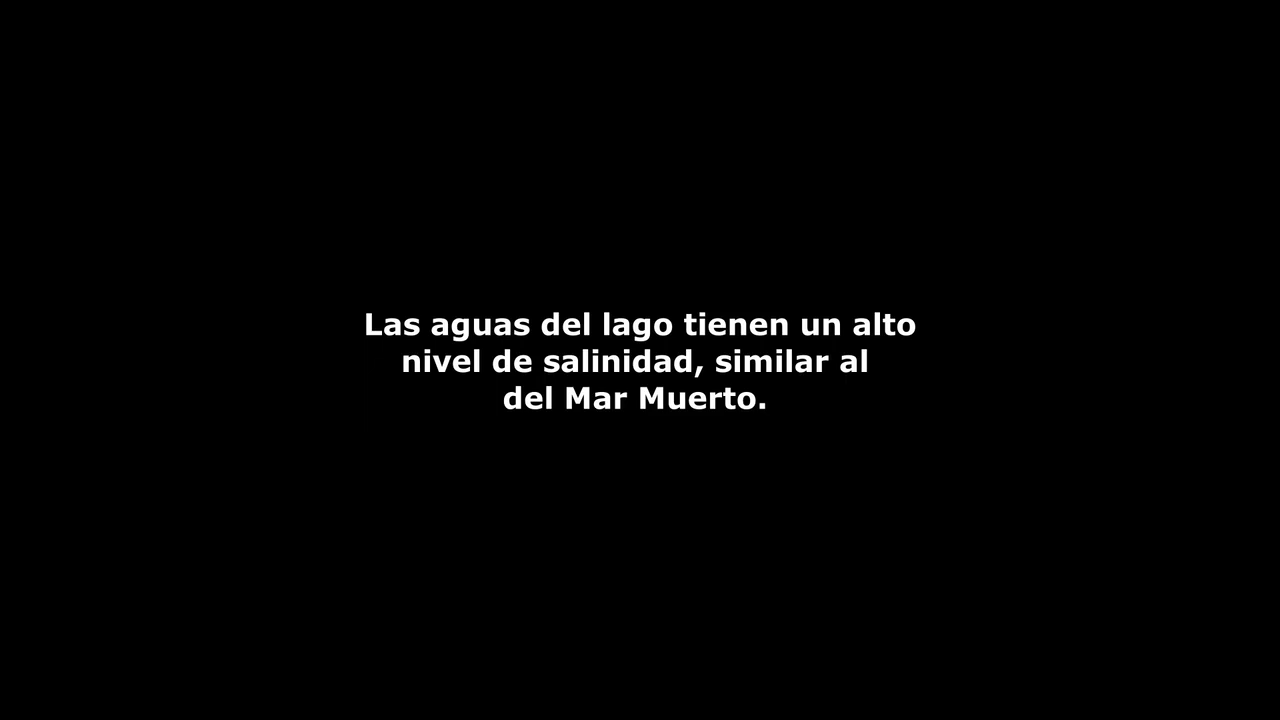 Las aguas del lago tienen un alto
nivel de salinidad, similar al
del Mar Muerto.